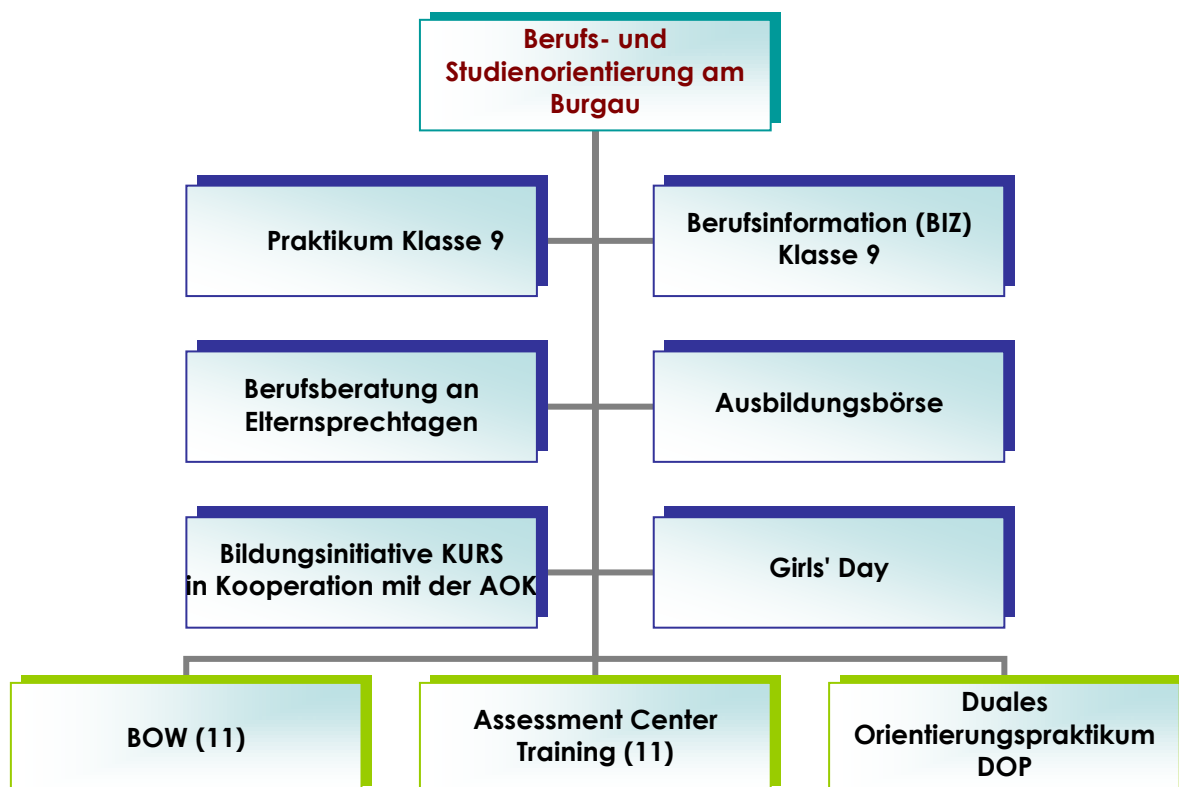 Berufs- und
Studienorientierung am
Burgau
Praktikum Klasse 9
Berufsinformation (BIZ)
Klasse 9
Berufsberatung an
Elternsprechtagen
Ausbildungsbörse
Bildungsinitiative KURS
in Kooperation mit der AOK
Girls' Day
BOW (11)
Assessment Center
Training (11)
Duales
Orientierungspraktikum
DOP